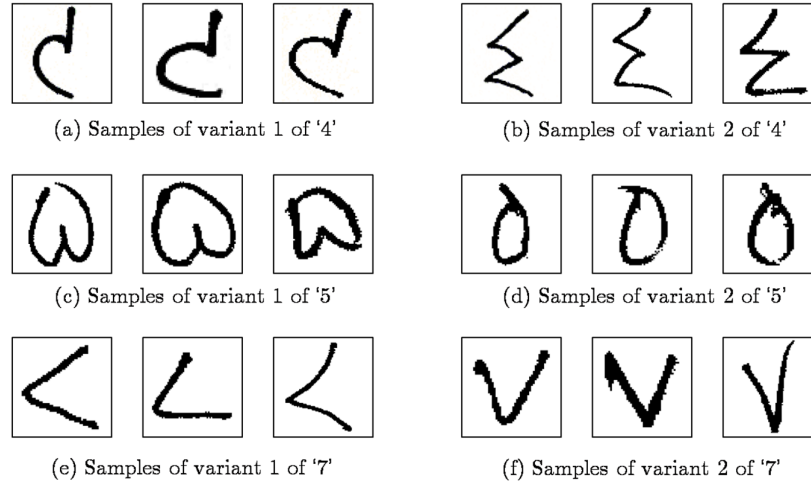 (a) Samples of variant 1 of ‘4’
(b) Samples of variant 2 of ‘4’
(c) Samples of variant 1 of ‘5’
(d) Samples of variant 2 of ‘5’
(e) Samples of variant 1 of ‘7’
(f) Samples of variant 2 of ‘7’